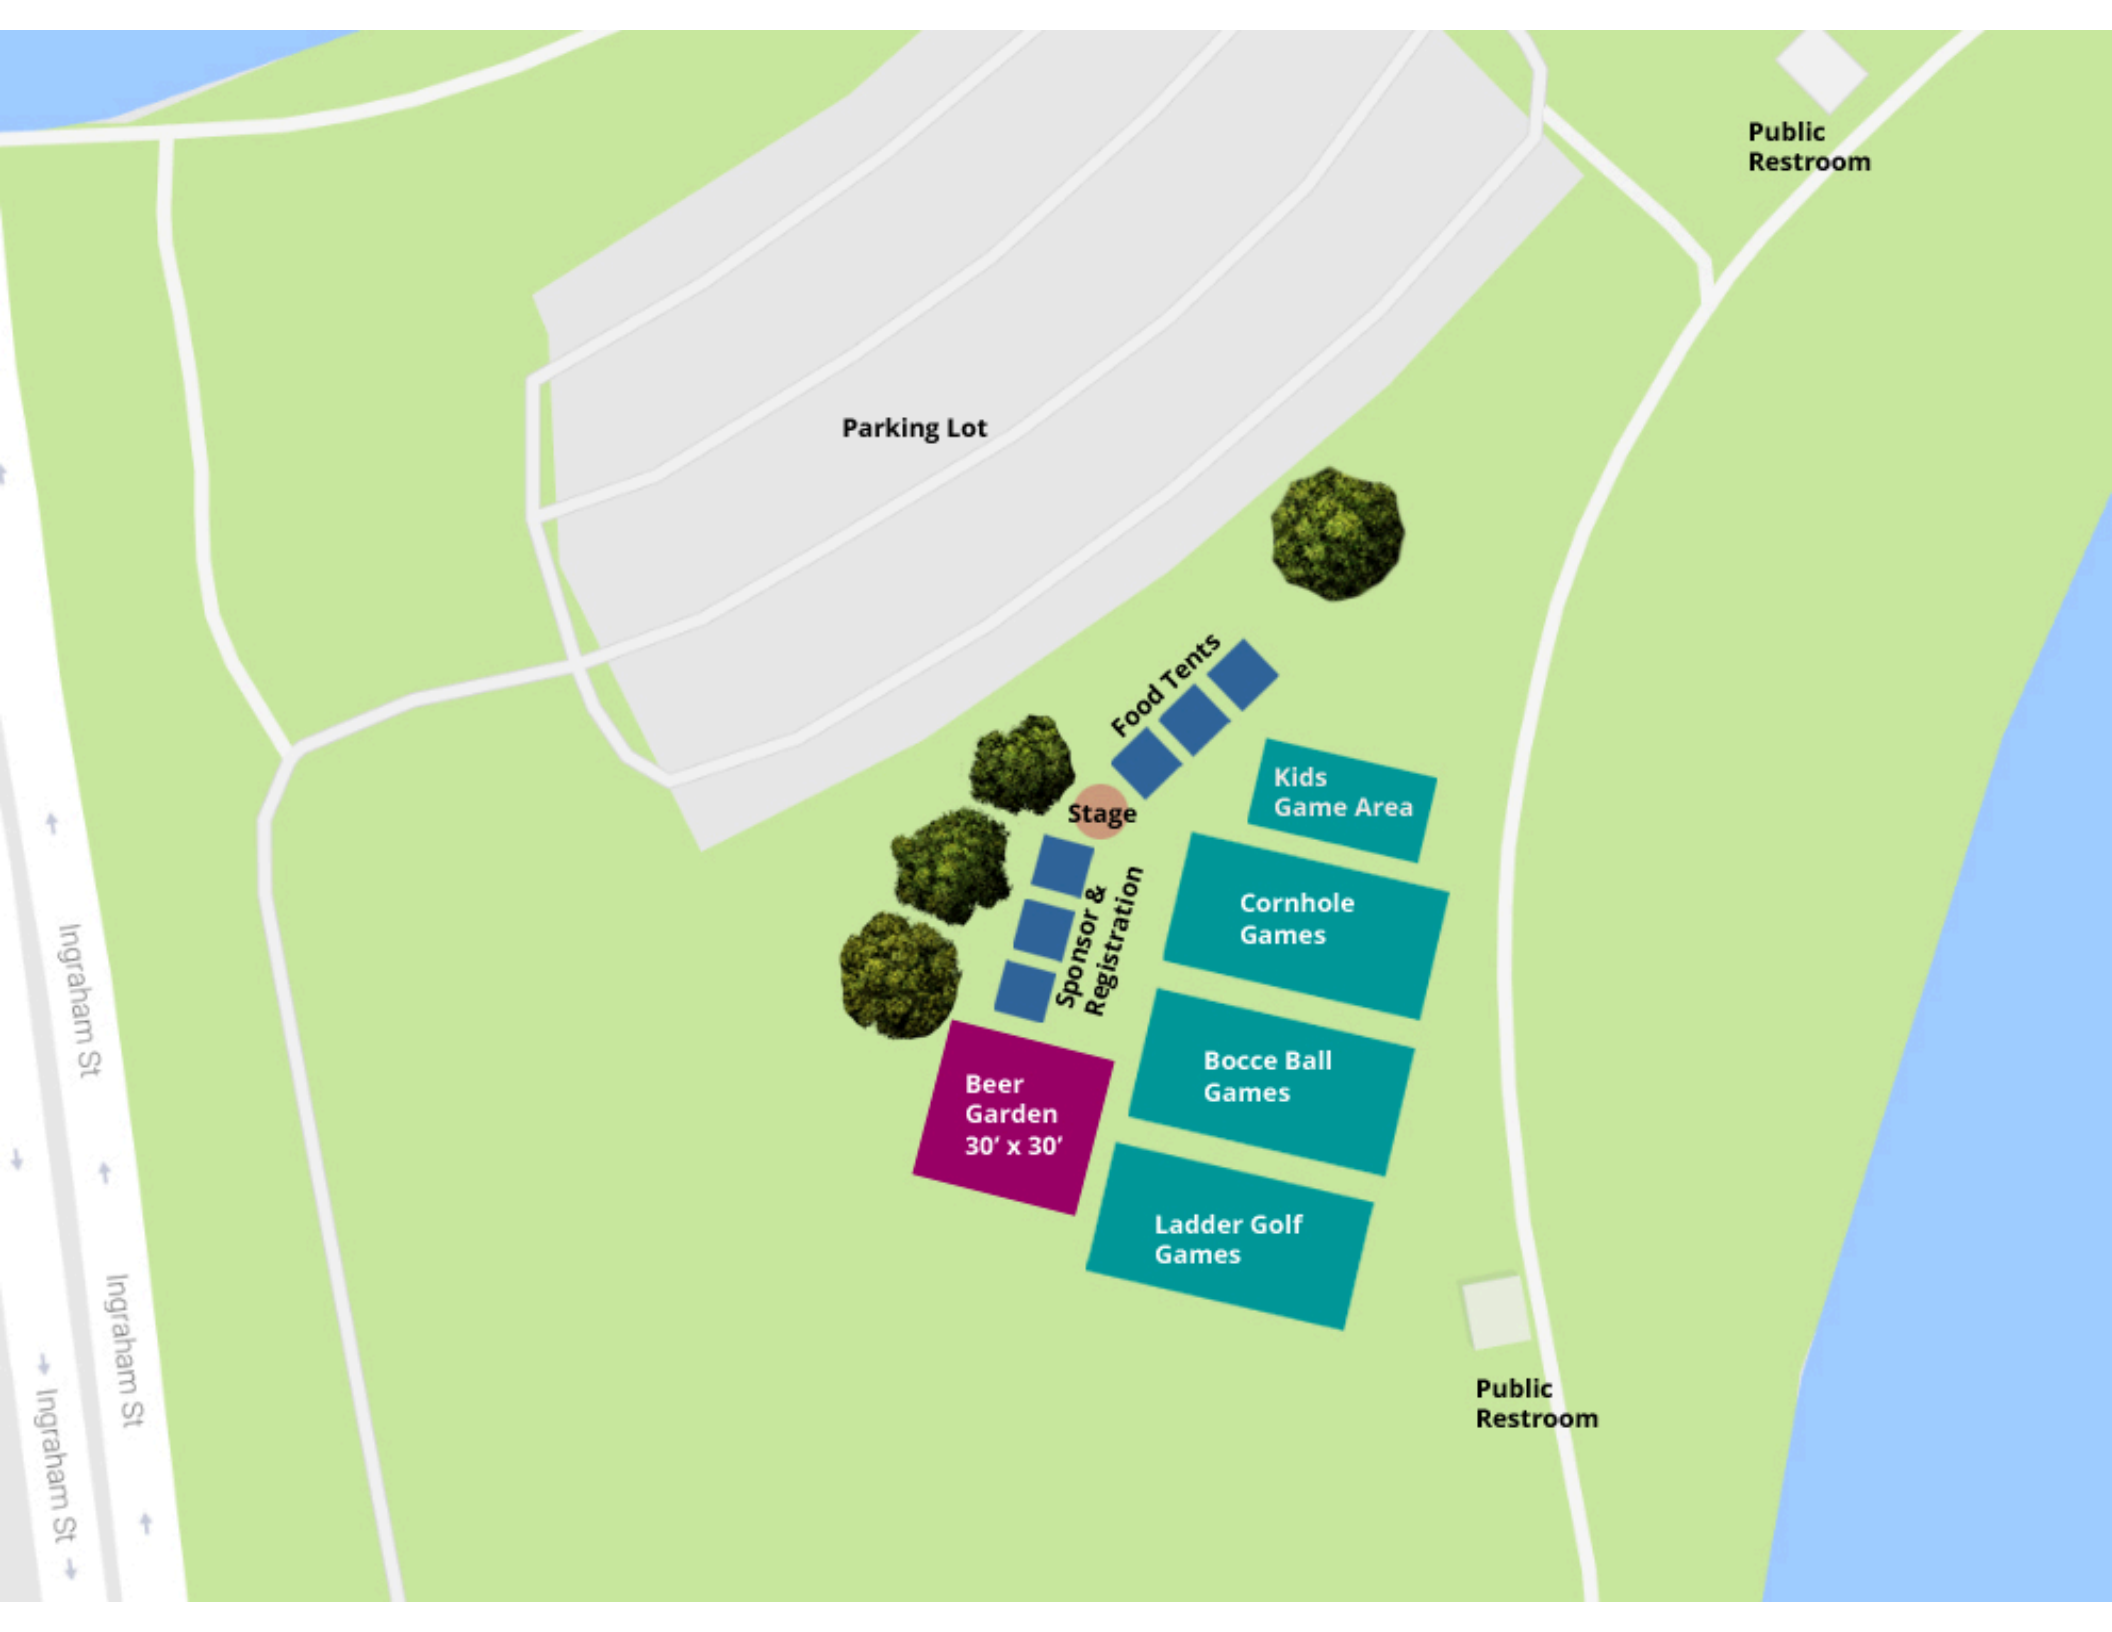 Public
Restroom
Parking Lot
Food Tents
Kids
Game Area
Stage
Sponsor &
Registration
Cornhole
Games
Bocce Ball
Games
Beer
Garden
30’ x 30’
Ladder Golf
Games
Public
Restroom
Ingraham St
Ingraham St
Ingraham St